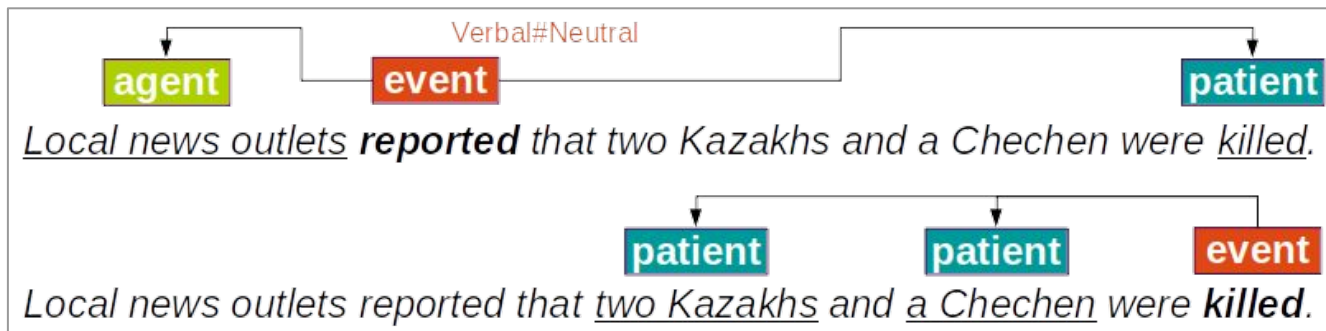 Verbal#Neutral
agent event patient
Local news outlets reported that two Kazakhs and a Chechen were killed.
patient patient event
Local news outlets reported that two Kazakhs and a Chechen were killed.